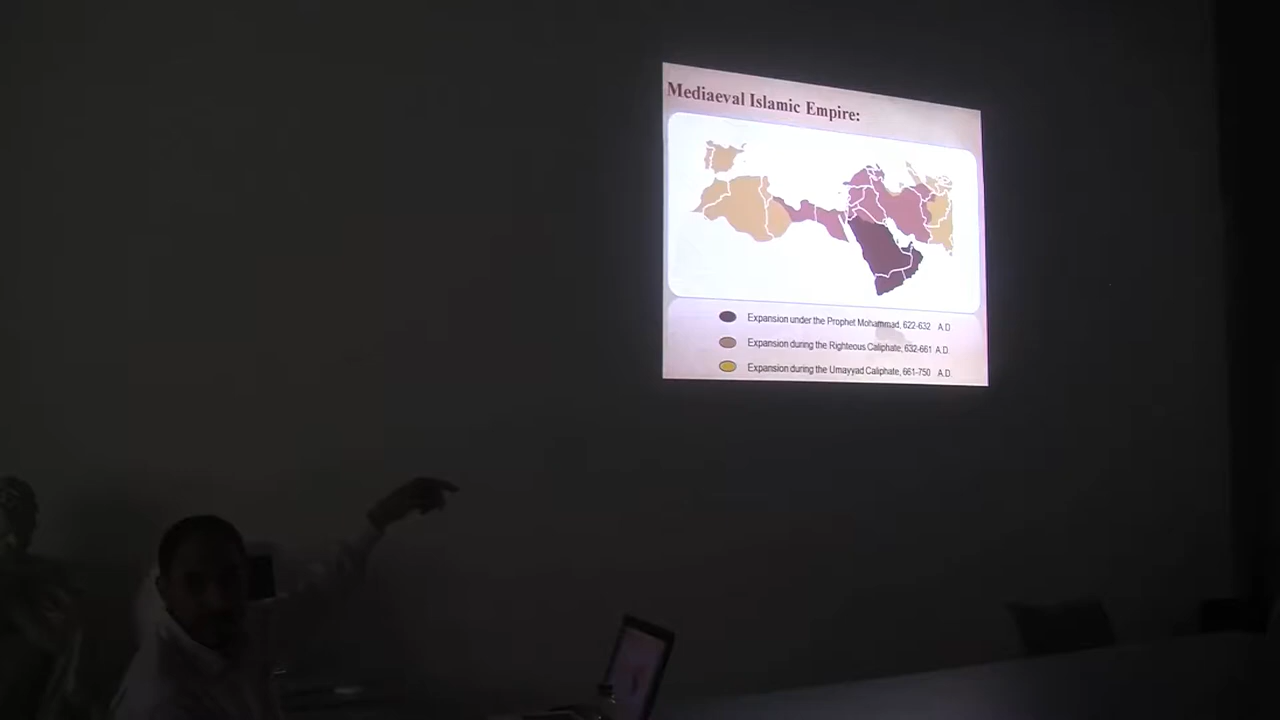 Mediaeval Islamic Empire:
Expansion under the Prophet Mohammad, 622-632 A.D
Expansion during the Righteous Caliphate, 632-661 A.D.
Expansion during the Umayyad Caliphate, 661-750 A.D.